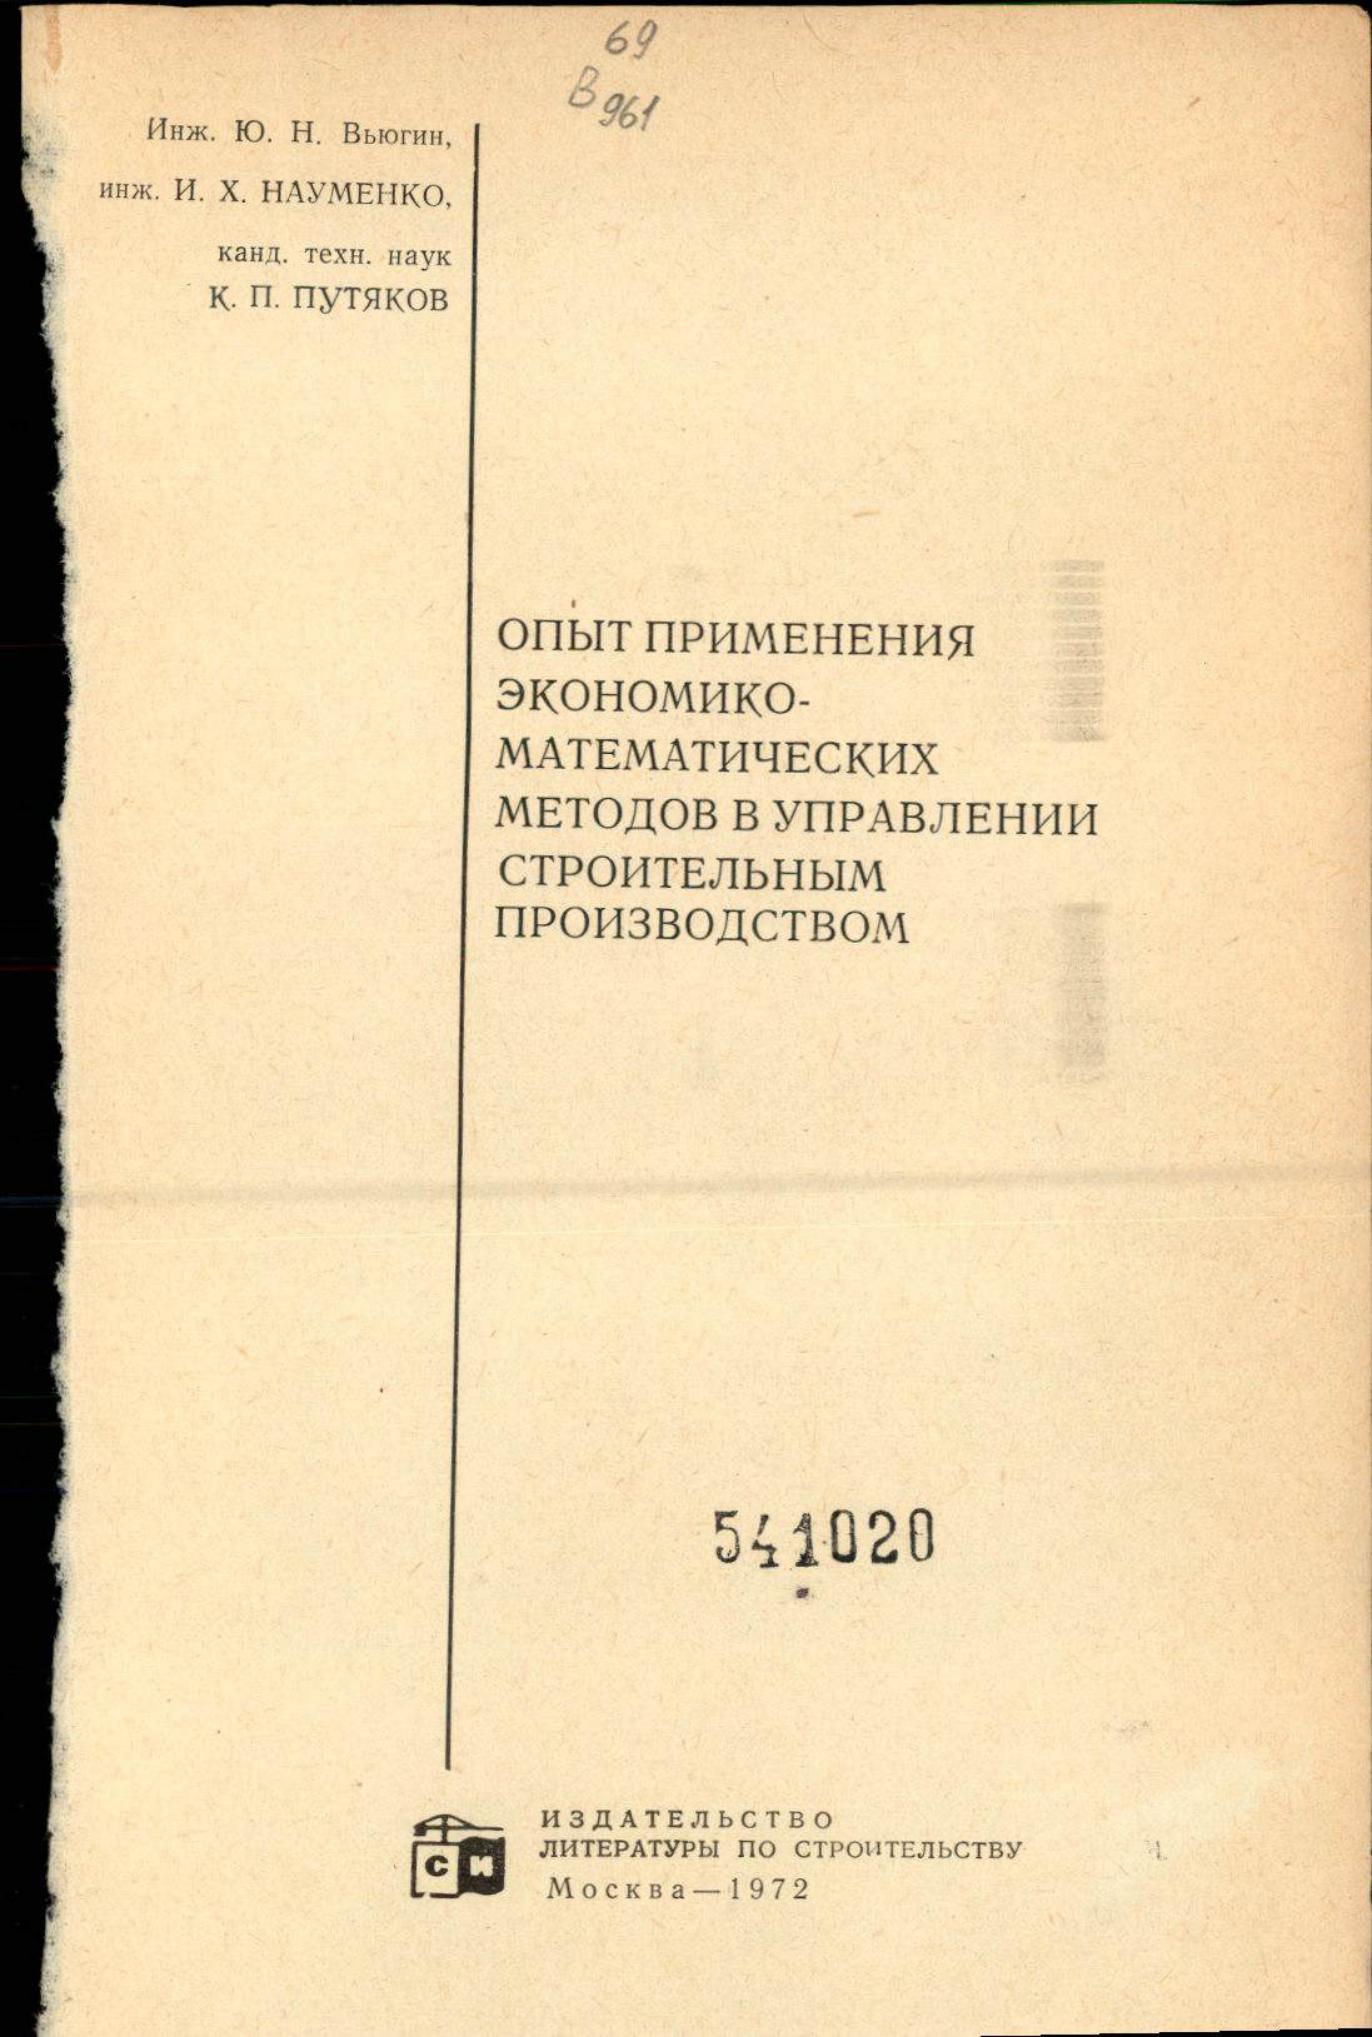 69
В 961
Инж. Ю. Н. Вьюгин,
инж. И. Х. НАУМЕНКО,
канд. техн. наук
К. П. ПУТЯКОВ
ОПЫТ ПРИМЕНЕНИЯ
ЭКОНОМИКО-
МАТЕМАТИЧЕСКИХ
МЕТОДОВ В УПРАВЛЕНИИ
СТРОИТЕЛЬНЫМ
ПРОИЗВОДСТВОМ
541020
СИ
ИЗДАТЕЛЬСТВО
ЛИТЕРАТУРЫ ПО СТРОИТЕЛЬСТВУ
Москва—1972